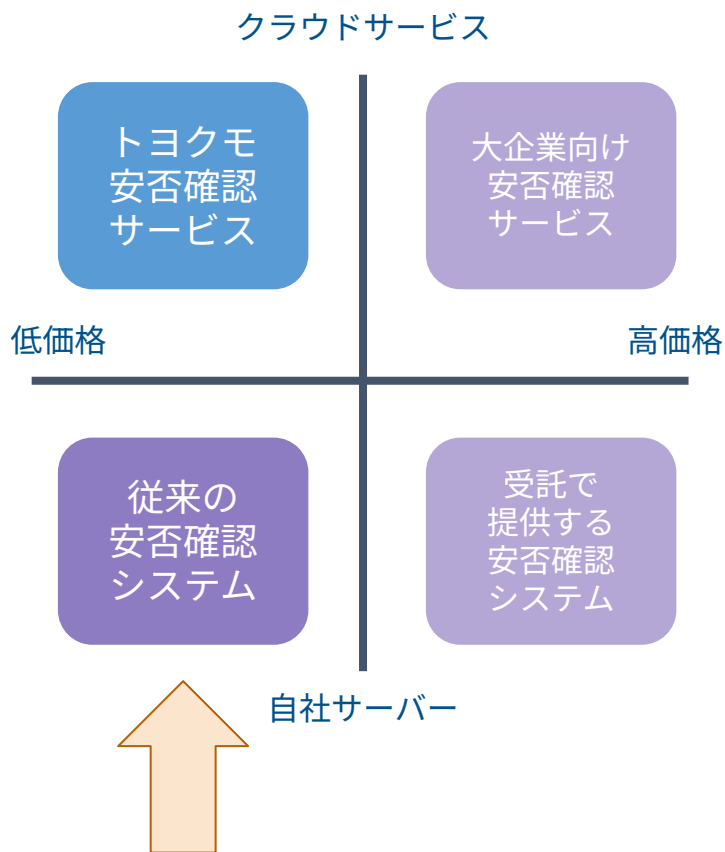 クラウドサービス
トヨクモ
安否確認
サービス
大企業向け
安否確認
サービス
低価格
高価格
従来の
安否確認
システム
受託で
提供する
安否確認
システム
自社サーバー